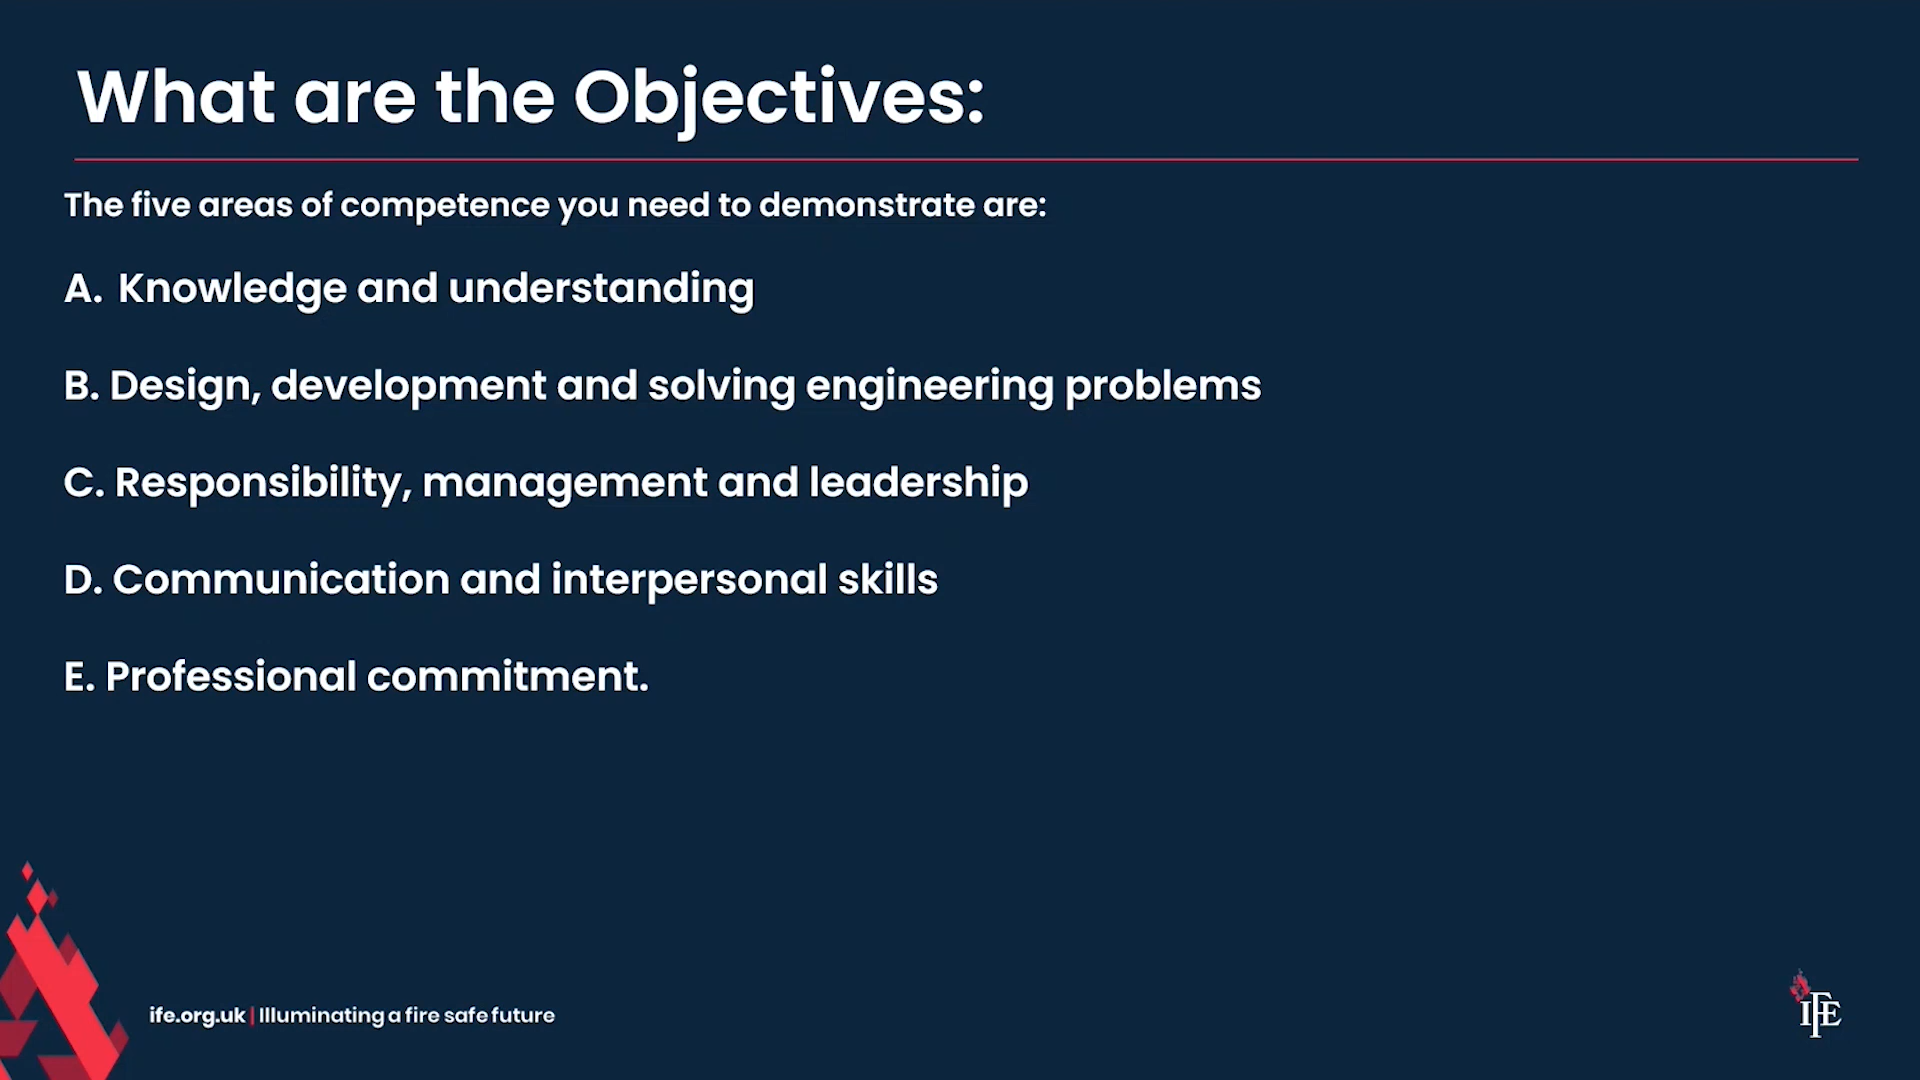 What are the Objectives:
The five areas of competence you need to demonstrate are:
A. Knowledge and understanding
B. Design, development and solving engineering problems
C. Responsibility, management and leadership
D. Communication and interpersonal skills
E. Professional commitment.
ife.org.uk | Illuminating a fire safe future
IFE